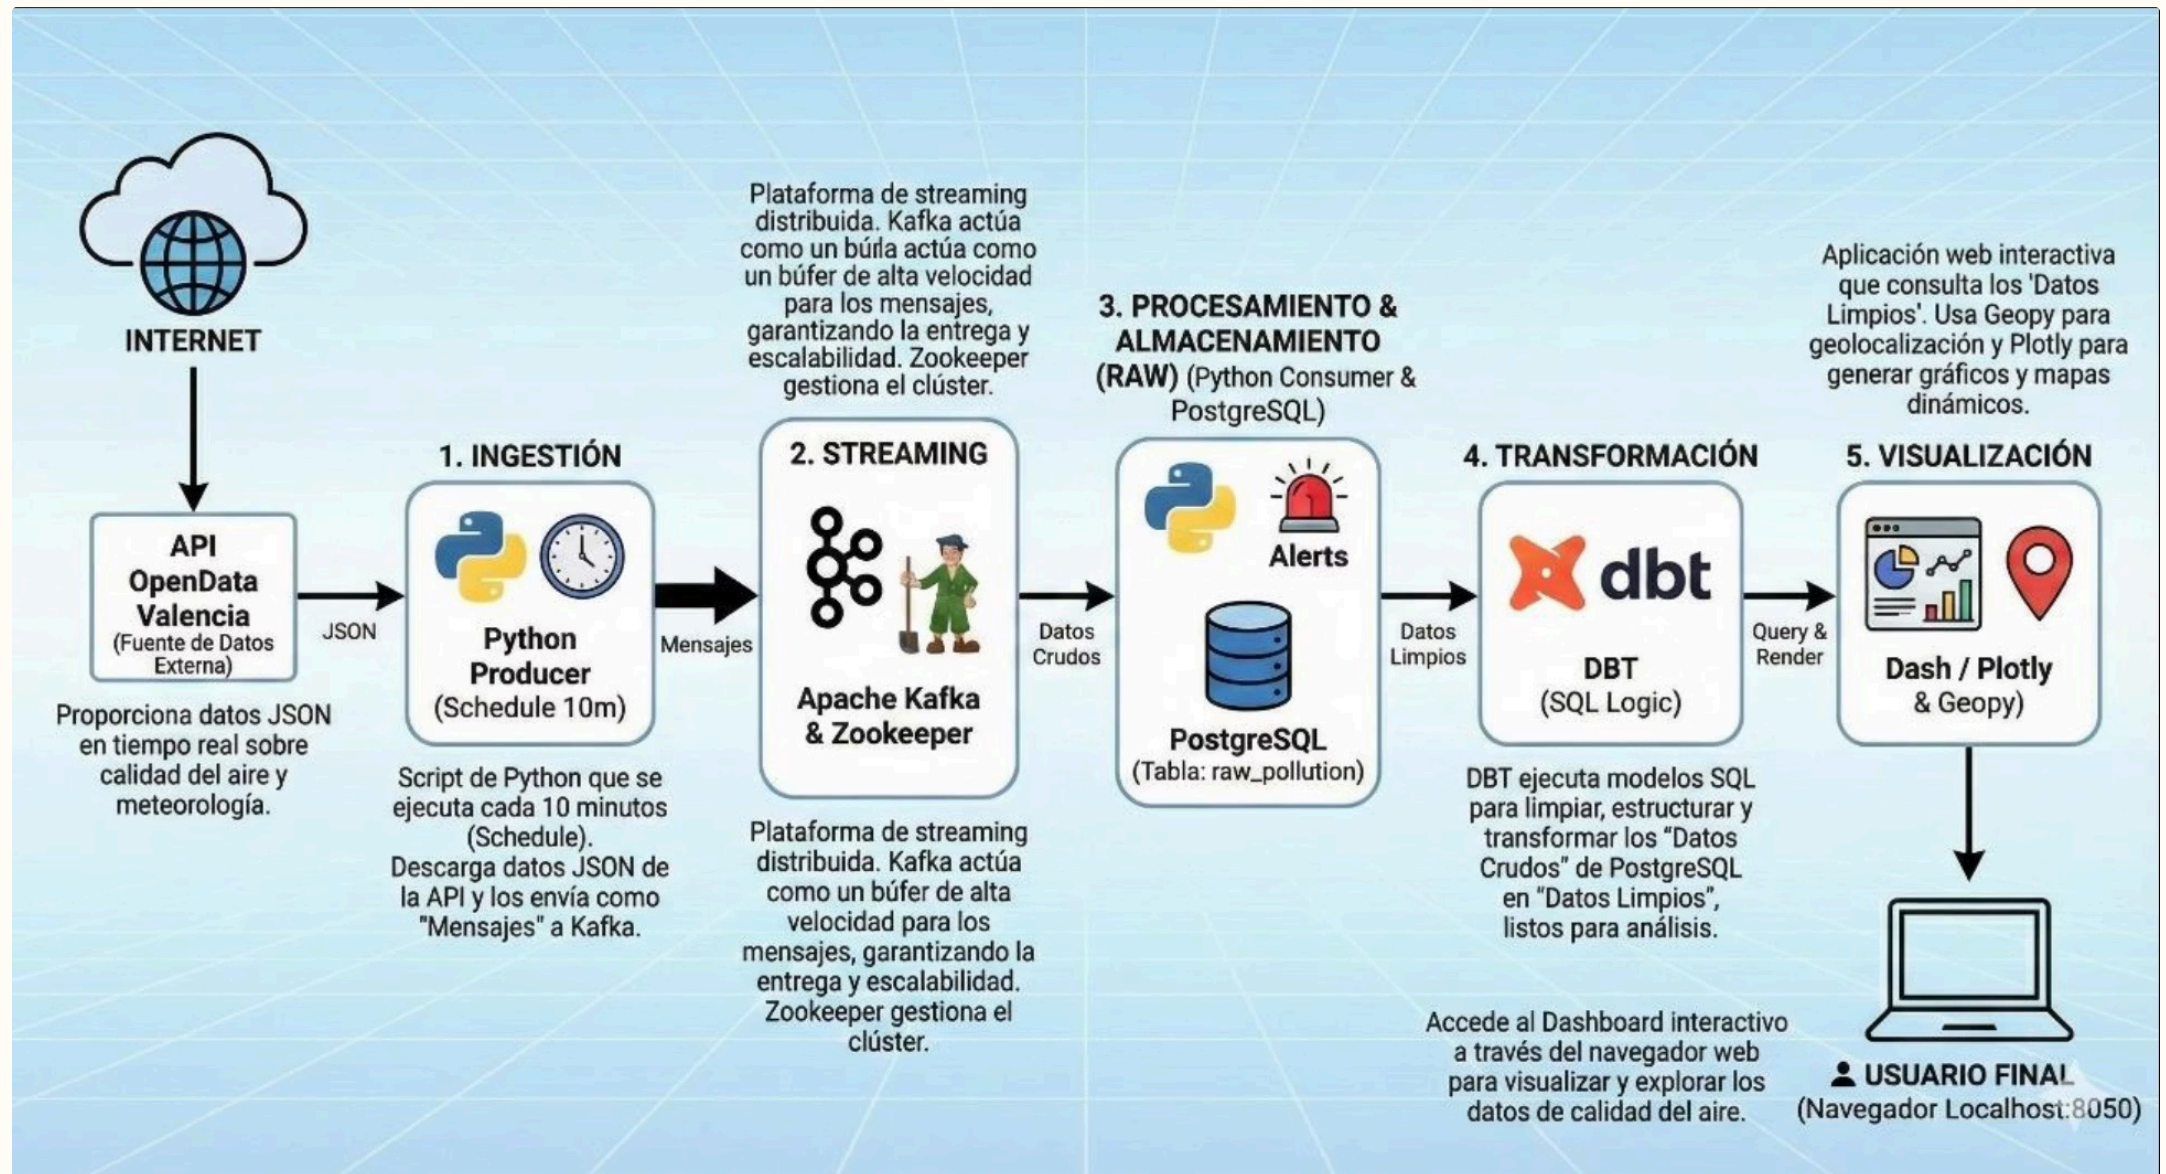 INTERNET
API
OpenData
Valencia
(Fuente de Datos
Externa)
Proporciona datos JSON
en tiempo real sobre
calidad del aire y
meteorología.
JSON
1. INGESTIÓN
Python
Producer
(Schedule 10m)
Script de Python que se
ejecuta cada 10 minutos
(Schedule).
Descarga datos JSON de
la API y los envía como
"Mensajes" a Kafka.
Mensajes
Plataforma de streaming
distribuida. Kafka actúa
como un búrla actúa como
un búfer de alta velocidad
para los mensajes,
garantizando la entrega y
escalabilidad. Zookeeper
gestiona el clúster.
2. STREAMING
Apache Kafka
& Zookeeper
Plataforma de streaming
distribuida. Kafka actúa
como un búfer de alta
velocidad para los
mensajes, garantizando la
entrega y escalabilidad.
Zookeeper gestiona el
clúster.
Datos
Crudos
3. PROCESAMIENTO &
ALMACENAMIENTO
(RAW) (Python Consumer &
PostgreSQL)
Alerts
PostgreSQL
(Tabla: raw_pollution)
Datos
Limpios
4. TRANSFORMACIÓN
dbt
DBT
(SQL Logic)
DBT ejecuta modelos SQL
para limpiar, estructurar y
transformar los "Datos
Crudos" de PostgreSQL
en "Datos Limpios",
listos para análisis.
Query &
Render
Aplicación web interactiva
que consulta los 'Datos
Limpios'. Usa Geopy para
geolocalización y Plotly para
generar gráficos y mapas
dinámicos.
5. VISUALIZACIÓN
Dash / Plotly
& Geopy)
Accede al Dashboard interactivo
a través del navegador web
para visualizar y explorar los
datos de calidad del aire.
USUARIO FINAL
(Navegador Localhost:8050)